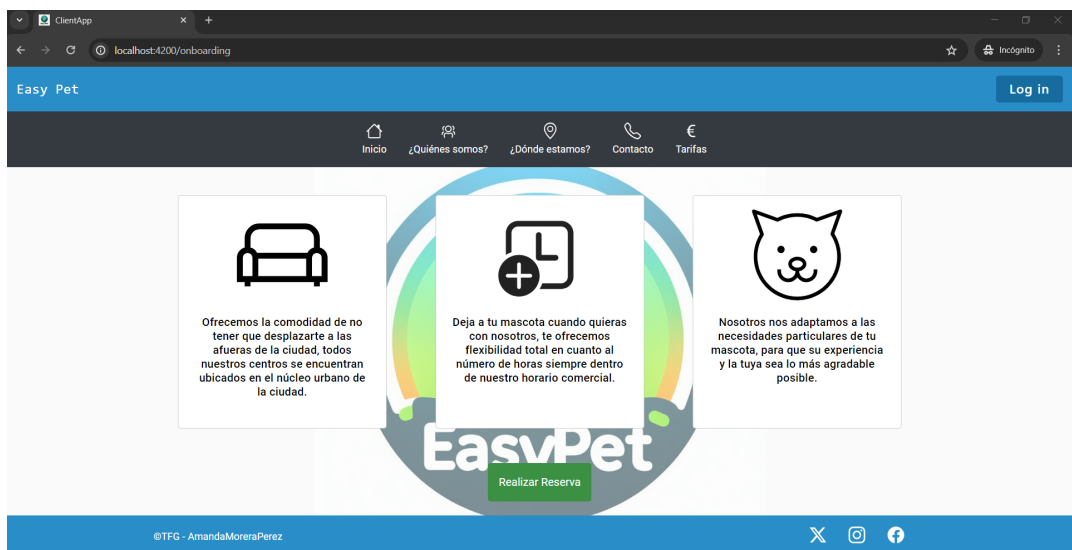 ClientApp
localhost:4200/onboarding
Incógnito
Easy Pet
Log in
Inicio
¿Quiénes somos?
¿Dónde estamos?
Contacto
€
Tarifas
Ofrecemos la comodidad de no
tener que desplazarte a las
afueras de la ciudad, todos
nuestros centros se encuentran
ubicados en el núcleo urbano de
la ciudad.
Deja a tu mascota cuando quieras
con nosotros, te ofrecemos
flexibilidad total en cuanto al
número de horas siempre dentro
de nuestro horario comercial.
Nosotros nos adaptamos a las
necesidades particulares de tu
mascota, para que su experiencia
y la tuya sea lo más agradable
posible.
EasyPet
Realizar Reserva
©TFG - AmandaMoreraPerez